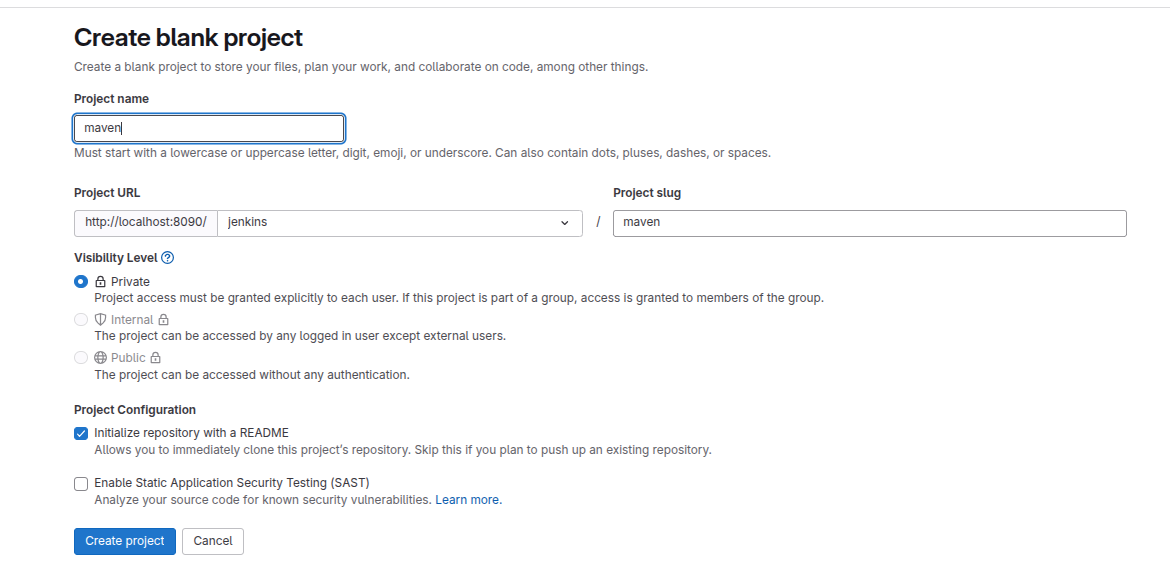 Create blank project
Create a blank project to store your files, plan your work, and collaborate on code, among other things.
Project name
maven
Must start with a lowercase or uppercase letter, digit, emoji, or underscore. Can also contain dots, pluses, dashes, or spaces.
Project URL
Project slug
http://localhost:8090/ jenkins / maven
Visibility Level
Private
Project access must be granted explicitly to each user. If this project is part of a group, access is granted to members of the group.
Internal
The project can be accessed by any logged in user except external users.
Public
The project can be accessed without any authentication.
Project Configuration
Initialize repository with a README
Allows you to immediately clone this project's repository. Skip this if you plan to push up an existing repository.
Enable Static Application Security Testing (SAST)
Analyze your source code for known security vulnerabilities. Learn more.
Create project Cancel